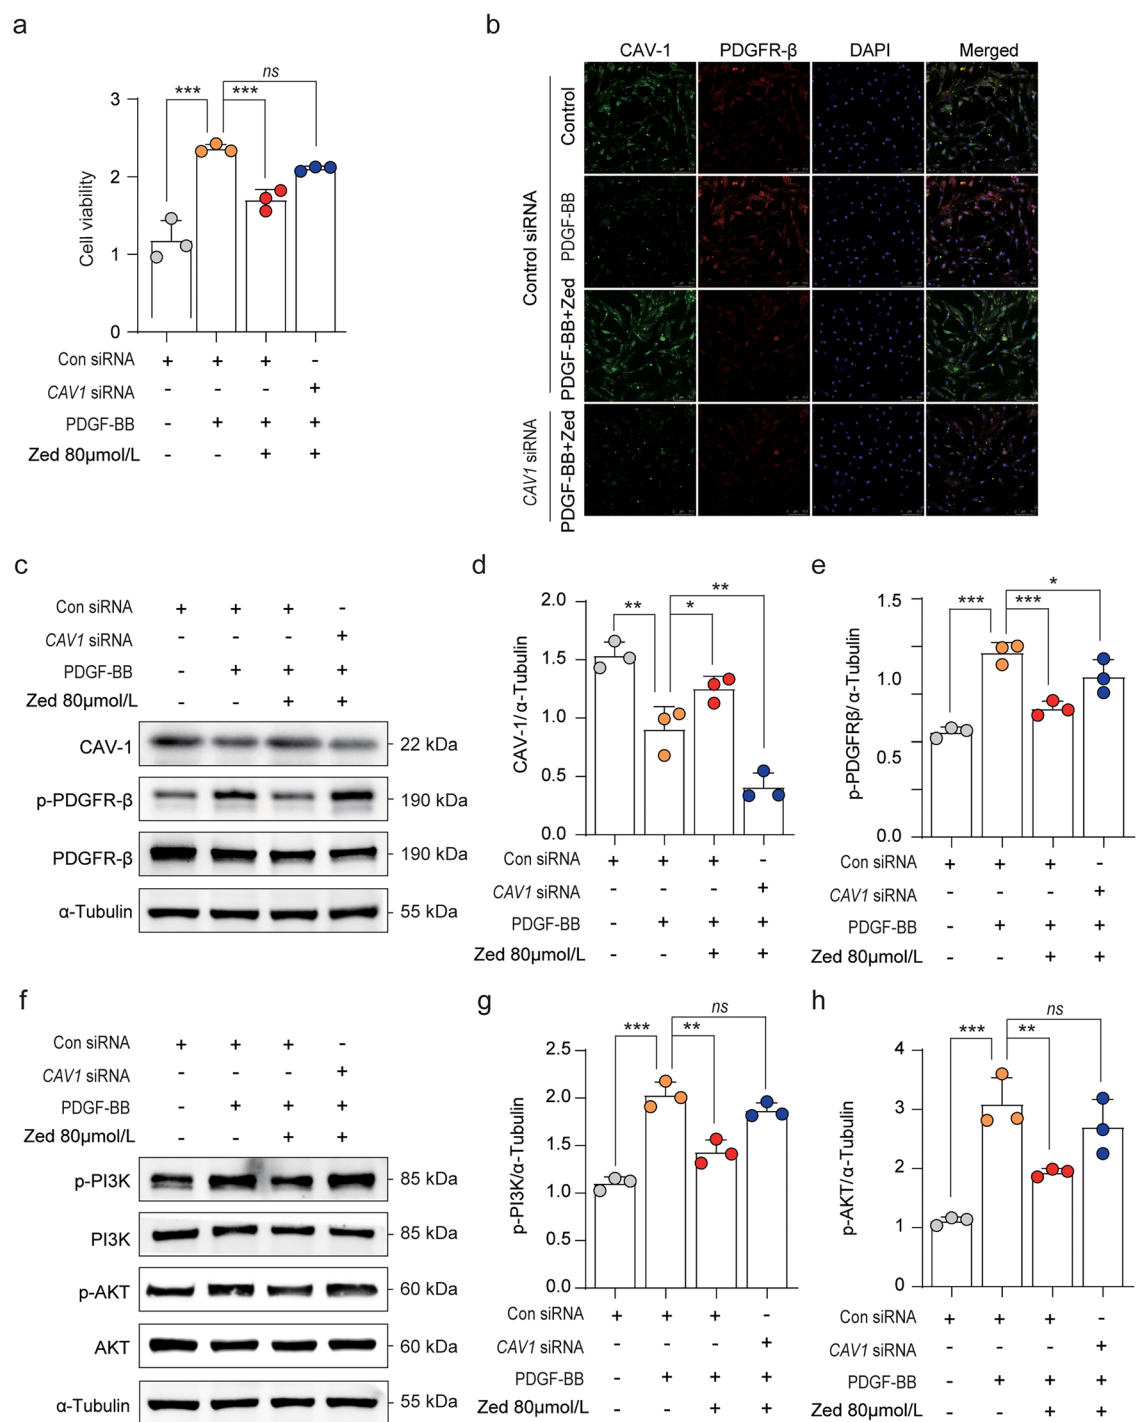 a
ns
*** ***
3
2
1
0
Cell viability
Con siRNA + + + -
CAV1 siRNA - - - +
PDGF-BB - + + +
Zed 80μmol/L - - + +
b
CAV-1 PDGFR-β DAPI Merged
Control siRNA
Control
PDGF-BB
PDGF-BB+Zed
CAV1 siRNA
PDGF-BB+Zed
c
Con siRNA + + + -
CAV1 siRNA - - - +
PDGF-BB - + + +
Zed 80μmol/L - - + +
CAV-1 22 kDa
p-PDGFR-β 190 kDa
PDGFR-β 190 kDa
α-Tubulin 55 kDa
d
**
** *
2.0
1.5
1.0
0.5
0.0
CAV-1/α-Tubulin
Con siRNA + + + -
CAV1 siRNA - - - +
PDGF-BB - + + +
Zed 80μmol/L - - + +
e
*
*** ***
1.5
1.0
0.5
0.0
p-PDGFRβ/ α-Tubulin
Con siRNA + + + -
CAV1 siRNA - - - +
PDGF-BB - + + +
Zed 80μmol/L - - + +
f
Con siRNA + + + -
CAV1 siRNA - - - +
PDGF-BB - + + +
Zed 80μmol/L - - + +
p-PI3K 85 kDa
PI3K 85 kDa
p-AKT 60 kDa
AKT 60 kDa
α-Tubulin 55 kDa
g
ns
*** **
2.5
2.0
1.5
1.0
0.5
0.0
p-PI3K/α-Tubulin
Con siRNA + + + -
CAV1 siRNA - - - +
PDGF-BB - + + +
Zed 80μmol/L - - + +
h
ns
*** **
4
3
2
1
0
p-AKT/α-Tubulin
Con siRNA + + + -
CAV1 siRNA - - - +
PDGF-BB - + + +
Zed 80μmol/L - - + +